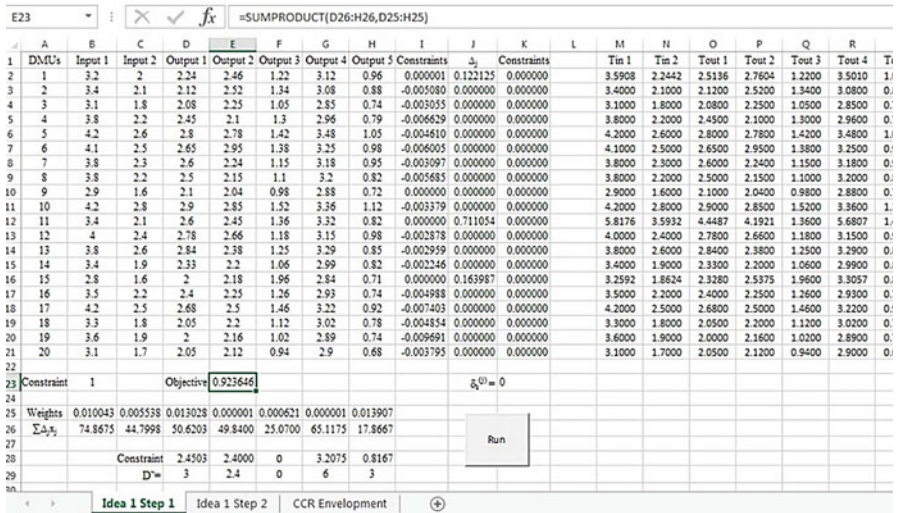 E23 fx =SUMPRODUCT(D26:H26,D25:H25)
A B C D E F G H I J K L M N O P Q R
1 DMUs Input 1 Input 2 Output 1 Output 2 Output 3 Output 4 Output 5 Constraints Δj Constraints Tin 1 Tin 2 Tout 1 Tout 2 Tout 3 Tout 4
2 1 3.2 2 2.24 2.46 1.22 3.12 0.96 0.000001 0.122125 0.000000 3.5908 2.2442 2.5136 2.7604 1.2200 3.5010
3 2 3.4 2.1 2.12 2.52 1.34 3.08 0.88 -0.005080 0.000000 0.000000 3.4000 2.1000 2.1200 2.5200 1.3400 3.0800
4 3 3.1 1.8 2.08 2.25 1.05 2.85 0.74 -0.003055 0.000000 0.000000 3.1000 1.8000 2.0800 2.2500 1.0500 2.8500
5 4 3.8 2.2 2.45 2.1 1.3 2.96 0.79 -0.006629 0.000000 0.000000 3.8000 2.2000 2.4500 2.1000 1.3000 2.9600
6 5 4.2 2.6 2.8 2.78 1.42 3.48 1.05 -0.004610 0.000000 0.000000 4.2000 2.6000 2.8000 2.7800 1.4200 3.4800
7 6 4.1 2.5 2.65 2.95 1.38 3.25 0.98 -0.006005 0.000000 0.000000 4.1000 2.5000 2.6500 2.9500 1.3800 3.2500
8 7 3.8 2.3 2.6 2.24 1.15 3.18 0.95 -0.003097 0.000000 0.000000 3.8000 2.3000 2.6000 2.2400 1.1500 3.1800
9 8 3.8 2.2 2.5 2.15 1.1 3.2 0.82 -0.005685 0.000000 0.000000 3.8000 2.2000 2.5000 2.1500 1.1000 3.2000
10 9 2.9 1.6 2.1 2.04 0.98 2.88 0.72 0.000000 0.000000 0.000000 2.9000 1.6000 2.1000 2.0400 0.9800 2.8800
11 10 4.2 2.8 2.9 2.85 1.52 3.36 1.12 -0.003379 0.000000 0.000000 4.2000 2.8000 2.9000 2.8500 1.5200 3.3600
12 11 3.4 2.1 2.6 2.45 1.36 3.32 0.82 0.000000 0.711054 0.000000 5.8176 3.5932 4.4487 4.1921 1.3600 5.6807
13 12 4 2.4 2.78 2.66 1.18 3.15 0.98 -0.002878 0.000000 0.000000 4.0000 2.4000 2.7800 2.6600 1.1800 3.1500
14 13 3.8 2.6 2.84 2.38 1.25 3.29 0.85 -0.002959 0.000000 0.000000 3.8000 2.6000 2.8400 2.3800 1.2500 3.2900
15 14 3.4 1.9 2.33 2.2 1.06 2.99 0.82 -0.002246 0.000000 0.000000 3.4000 1.9000 2.3300 2.2000 1.0600 2.9900
16 15 2.8 1.6 2 2.18 1.96 2.84 0.71 0.000000 0.163987 0.000000 3.2592 1.8624 2.3280 2.5375 1.9600 3.3057
17 16 3.5 2.2 2.4 2.25 1.26 2.93 0.74 -0.004988 0.000000 0.000000 3.5000 2.2000 2.4000 2.2500 1.2600 2.9300
18 17 4.2 2.5 2.68 2.5 1.46 3.22 0.92 -0.007403 0.000000 0.000000 4.2000 2.5000 2.6800 2.5000 1.4600 3.2200
19 18 3.3 1.8 2.05 2.2 1.12 3.02 0.78 -0.004854 0.000000 0.000000 3.3000 1.8000 2.0500 2.2000 1.1200 3.0200
20 19 3.6 1.9 2 2.16 1.02 2.89 0.74 -0.009691 0.000000 0.000000 3.6000 1.9000 2.0000 2.1600 1.0200 2.8900
21 20 3.1 1.7 2.05 2.12 0.94 2.9 0.68 -0.003795 0.000000 0.000000 3.1000 1.7000 2.0500 2.1200 0.9400 2.9000
22
23 Constraint 1 Objective 0.923646 = 0
24
25 Weights 0.010043 0.005538 0.013028 0.000001 0.000621 0.000001 0.013907
26 ΣΔjxj 74.8675 44.7998 50.6203 49.8400 25.0700 65.1175 17.8667
Run
27
28 Constraint 2.4503 2.4000 0 3.2075 0.8167
29 D~= 3 2.4 0 6 3
Idea 1 Step 1 Idea 1 Step 2 CCR Envelopment